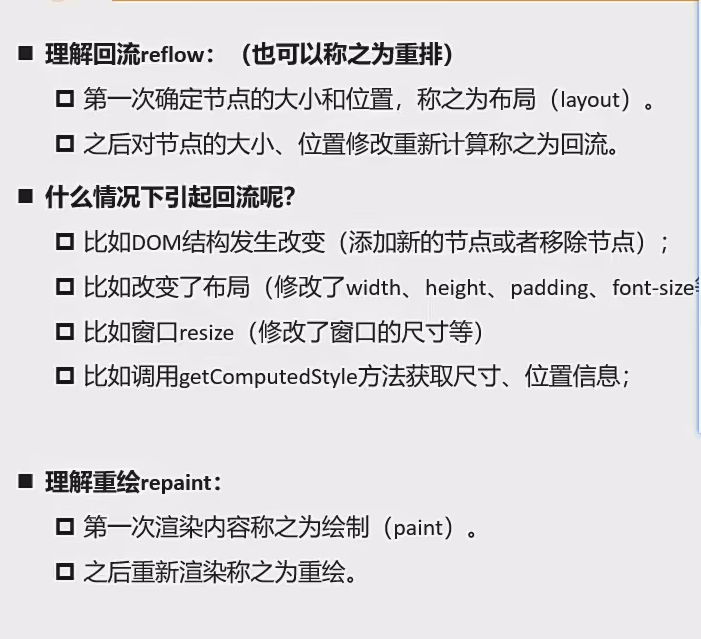 理解回流reflow：（也可以称之为重排）
第一次确定节点的大小和位置，称之为布局（layout）。
之后对节点的大小、位置修改重新计算称之为回流。
什么情况下引起回流呢？
比如DOM结构发生改变（添加新的节点或者移除节点）；
比如改变了布局（修改了width、height、padding、font-size
比如窗口resize（修改了窗口的尺寸等）
比如调用getComputedStyle方法获取尺寸、位置信息；
理解重绘repaint：
第一次渲染内容称之为绘制（paint）。
之后重新渲染称之为重绘。